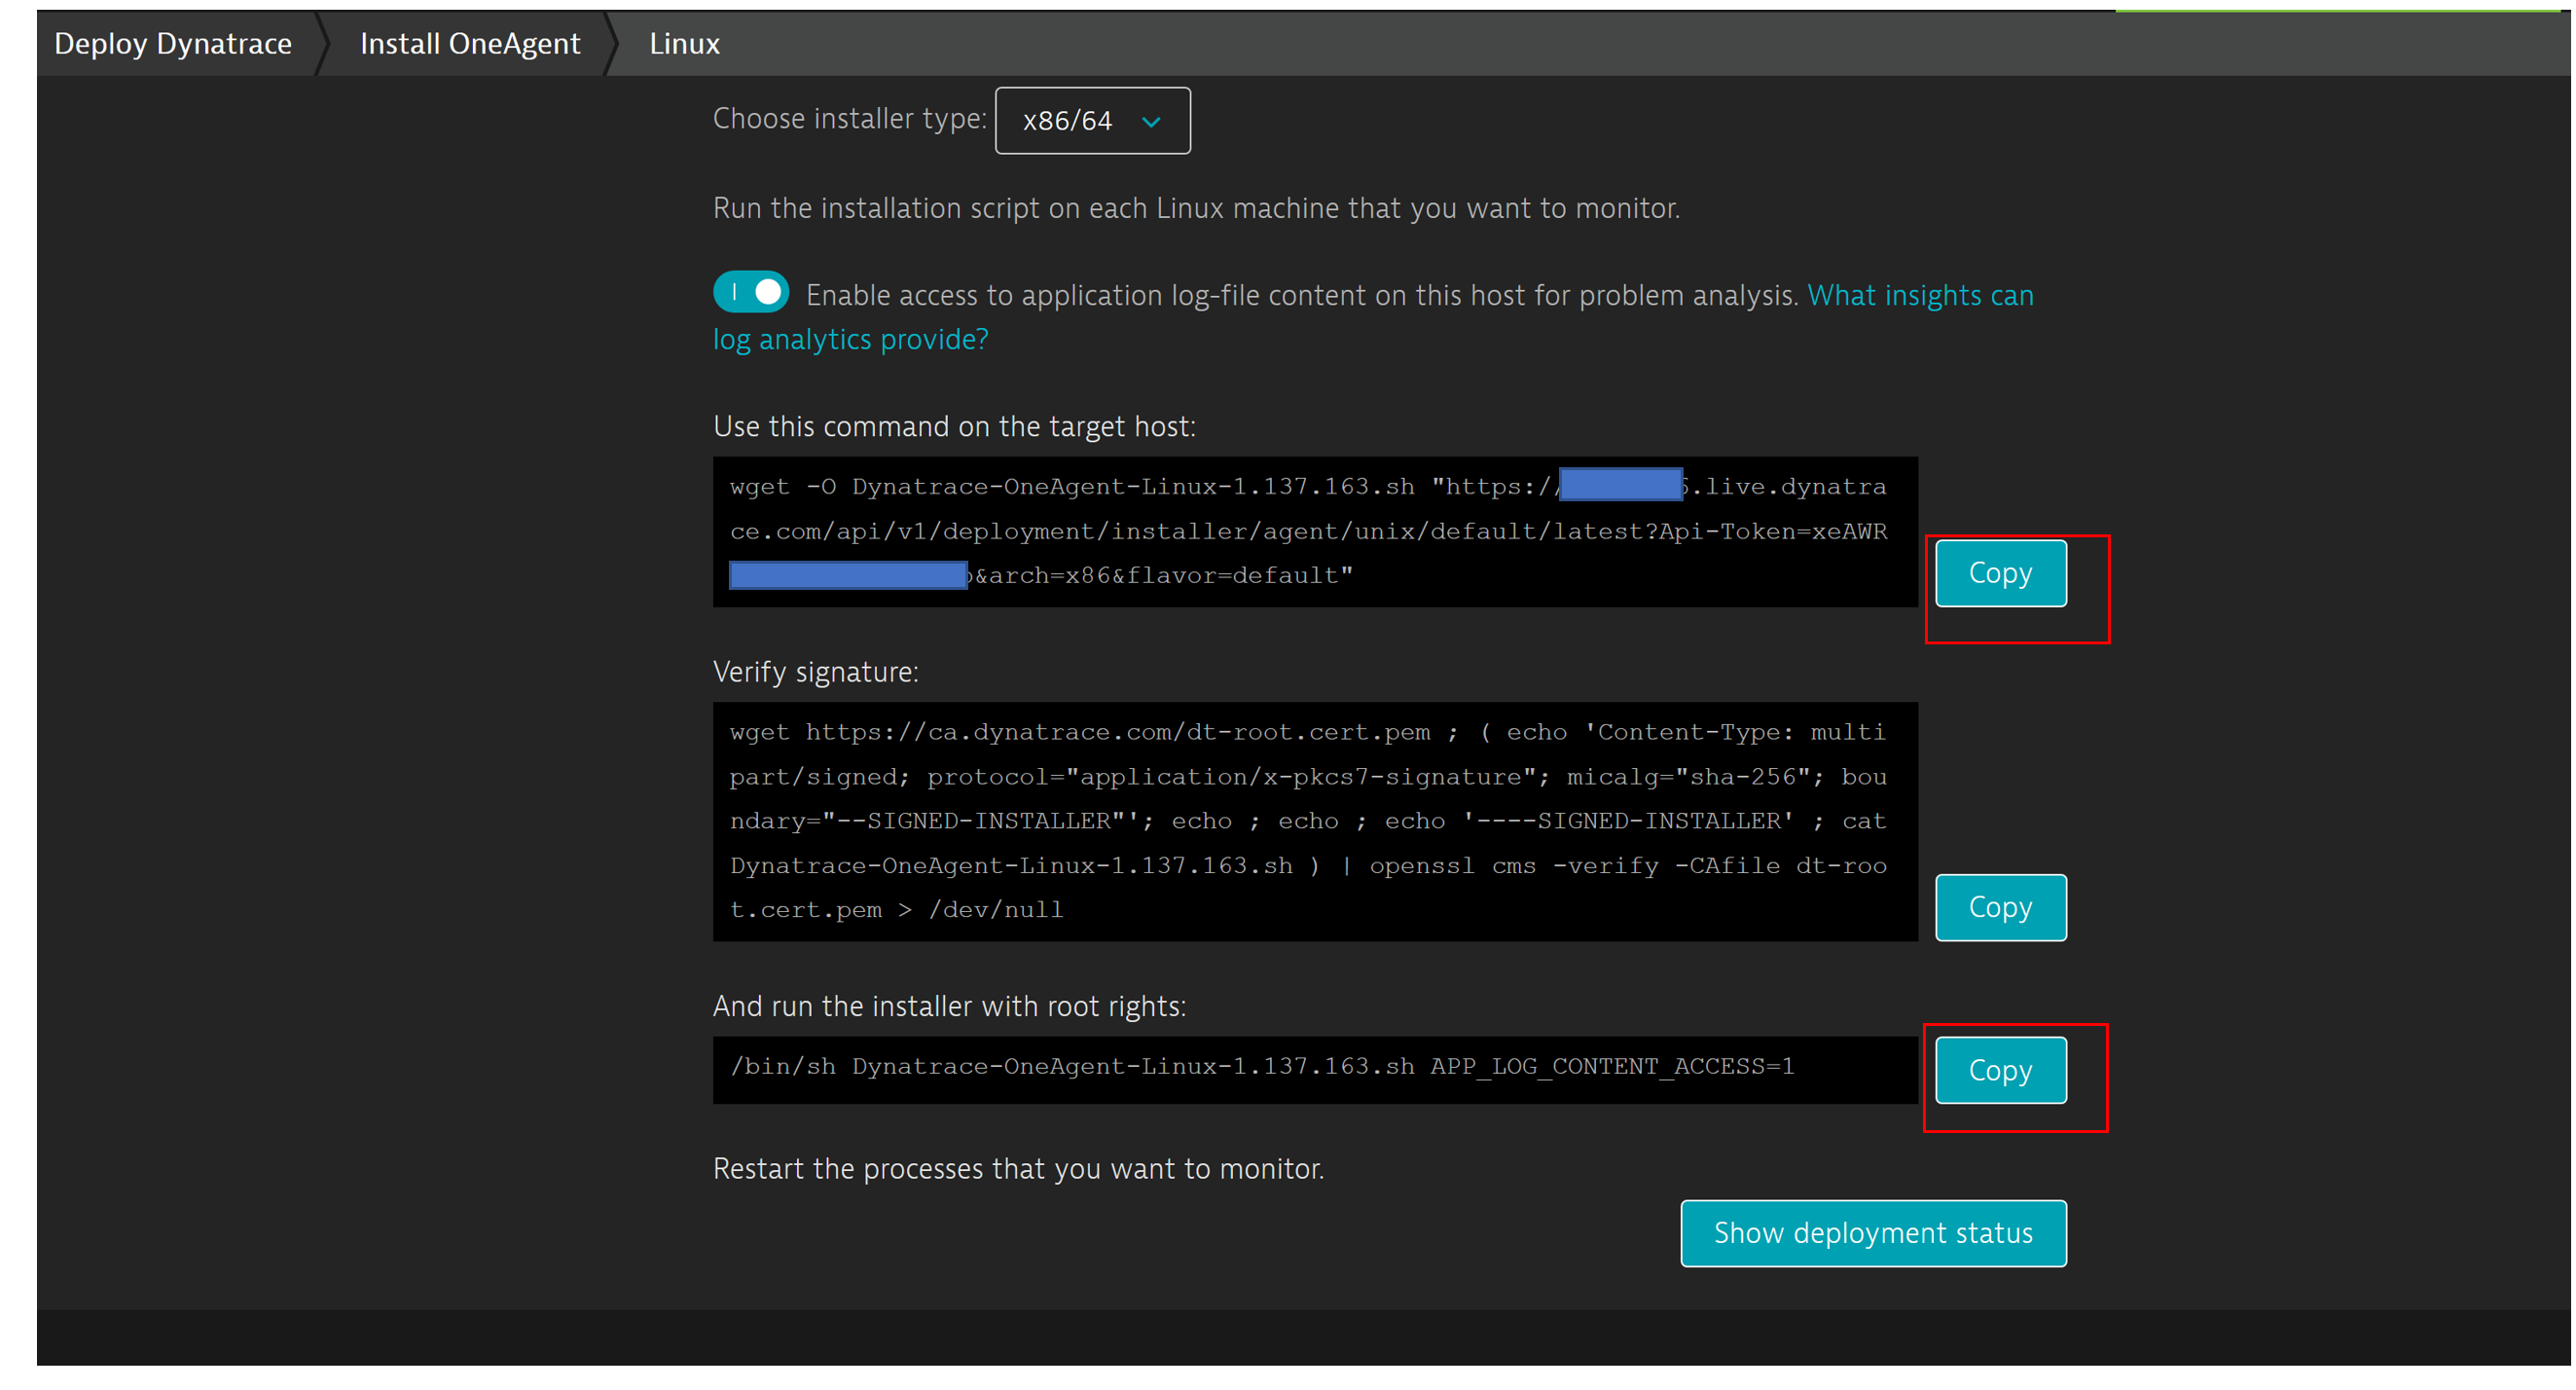 Deploy Dynatrace Install OneAgent Linux
Choose installer type: x86/64
Run the installation script on each Linux machine that you want to monitor.
Enable access to application log-file content on this host for problem analysis. What insights can
log analytics provide?
Use this command on the target host:
wget -O Dynatrace-OneAgent-Linux-1.137.163.sh "https:// .live.dynatra
ce.com/api/v1/deployment/installer/agent/unix/default/latest?Api-Token=xeAWR
&arch=x86&flavor=default"
Copy
Verify signature:
wget https://ca.dynatrace.com/dt-root.cert.pem ; ( echo 'Content-Type: multi
part/signed; protocol="application/x-pkcs7-signature"; micalg="sha-256"; bou
ndary="--SIGNED-INSTALLER"'; echo ; echo ; echo '----SIGNED-INSTALLER' ; cat
Dynatrace-OneAgent-Linux-1.137.163.sh ) | openssl cms -verify -CAfile dt-roo
t.cert.pem > /dev/null
Copy
And run the installer with root rights:
/bin/sh Dynatrace-OneAgent-Linux-1.137.163.sh APP_LOG_CONTENT_ACCESS=1
Copy
Restart the processes that you want to monitor.
Show deployment status